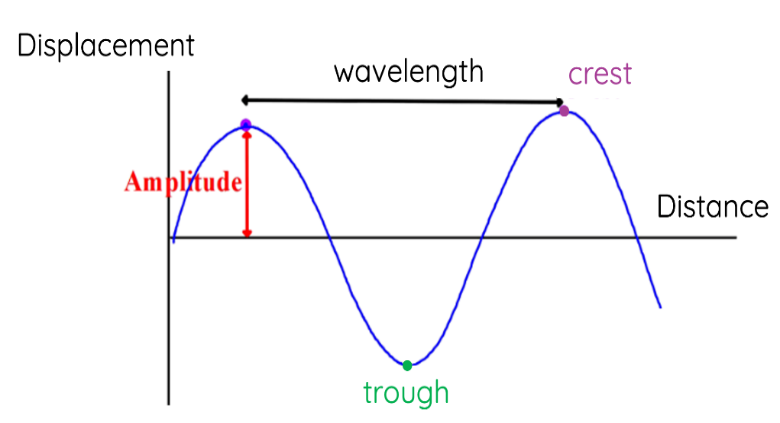 Displacement
wavelength
crest
Amplitude
Distance
trough